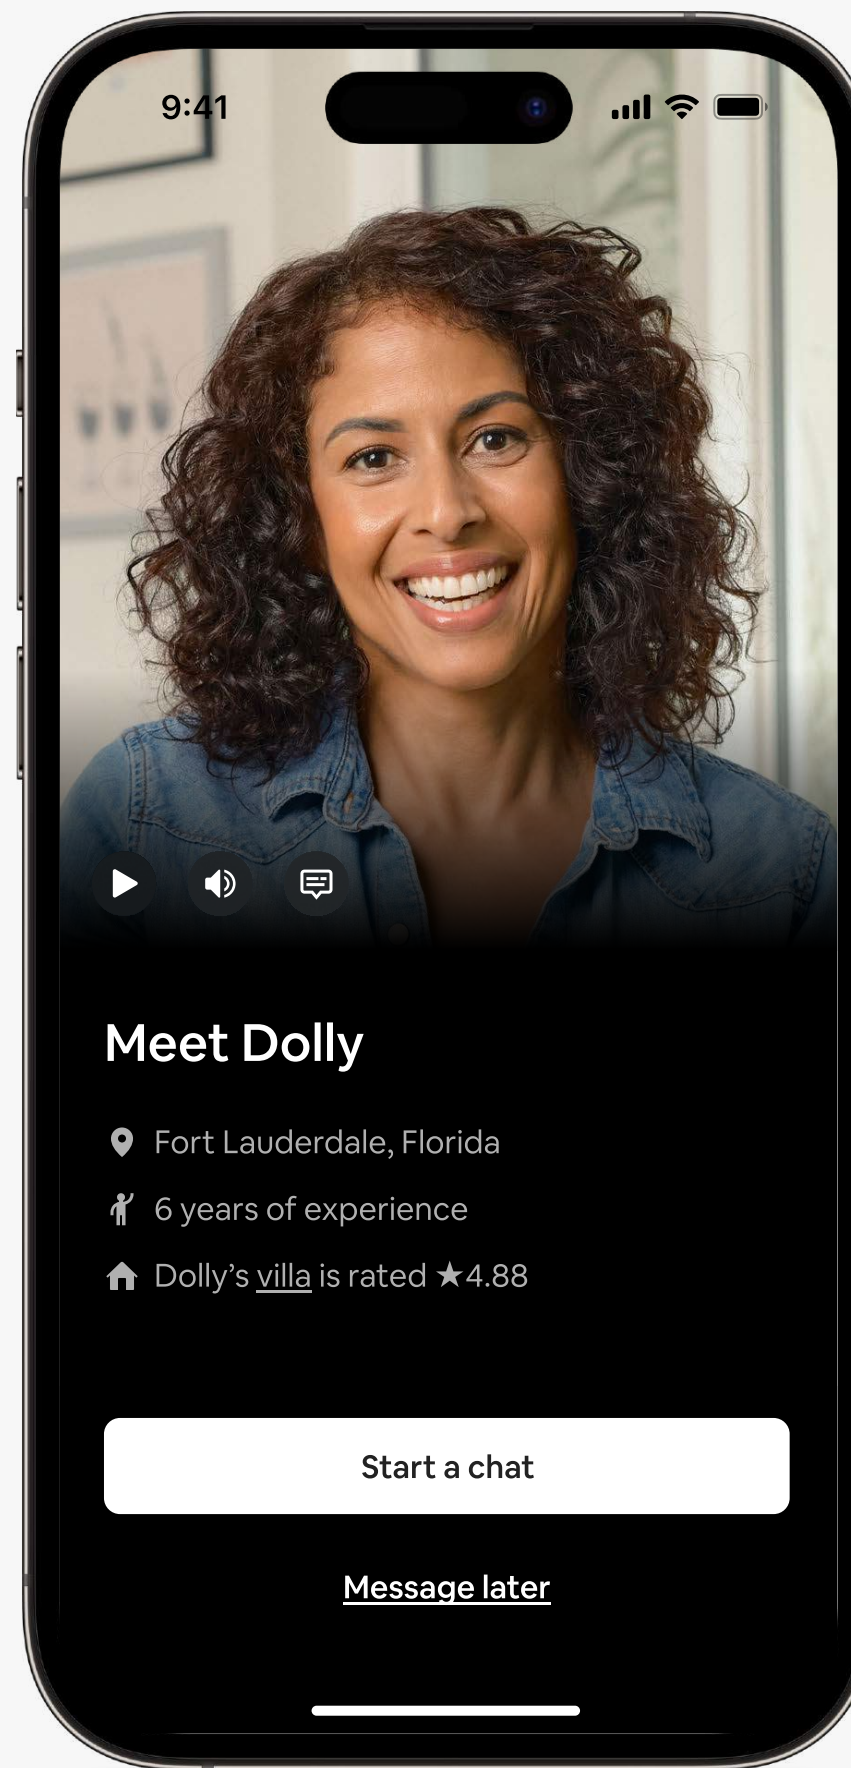 9:41
Meet Dolly
Fort Lauderdale, Florida
6 years of experience
Dolly’s villa is rated ★4.88
Start a chat
Message later